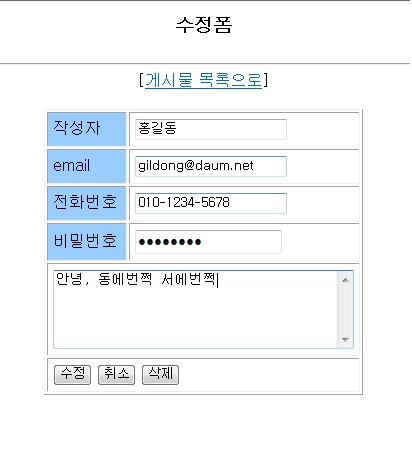 수정폼
[게시물 목록으로]
작성자 홍길동
email gildong@daum.net
전화번호 010-1234-5678
비밀번호 ●●●●●●●●
안녕, 동에번쩍 서에번쩍
수정 취소 삭제